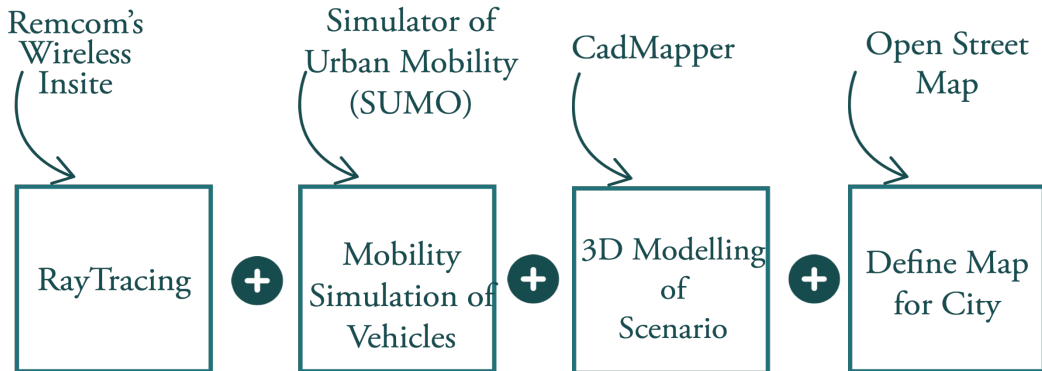 Remcom's
Wireless
Insite
Simulator of
Urban Mobility
(SUMO)
CadMapper
Open Street
Map
RayTracing
Mobility
Simulation of
Vehicles
3D Modelling
of
Scenario
Define Map
for City